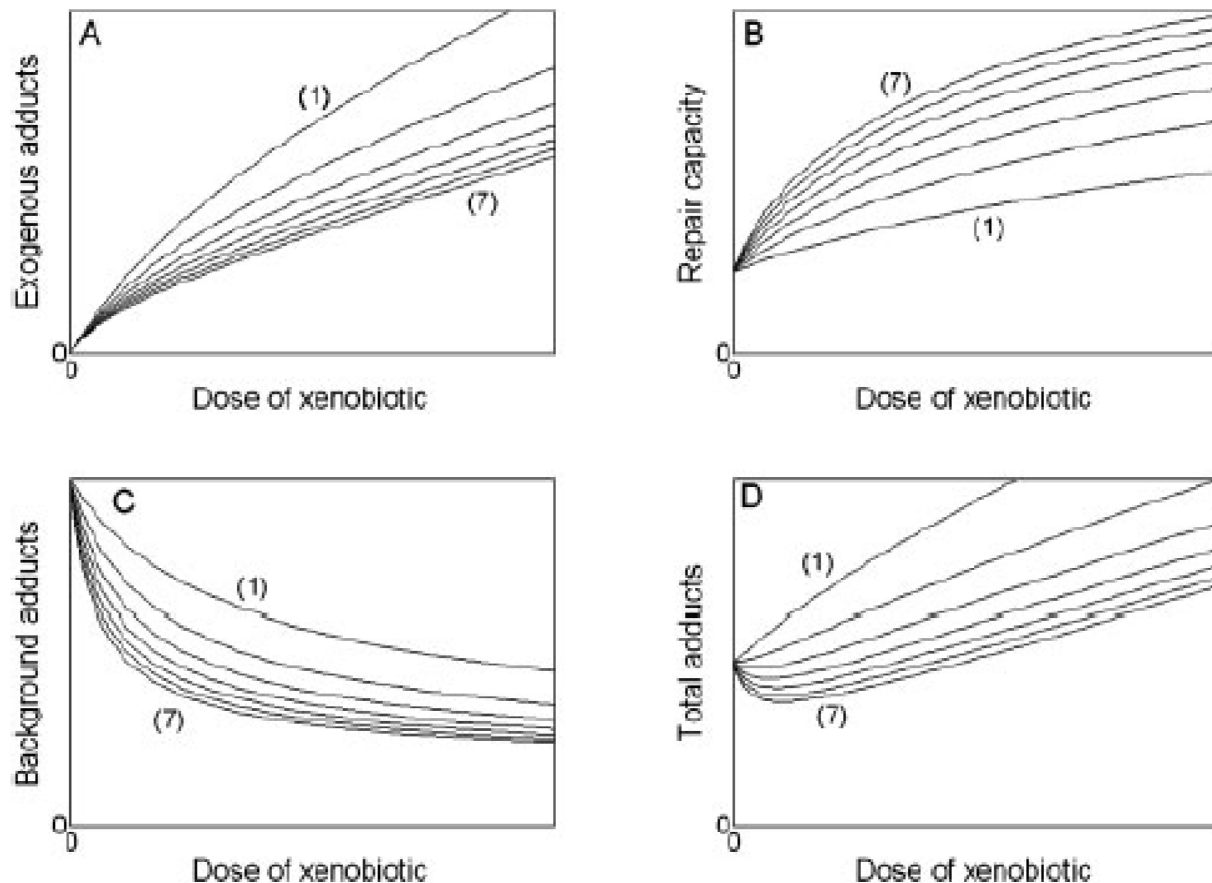 A
Exogenous adducts
(1)
(7)
0
0
Dose of xenobiotic
B
Repair capacity
(7)
(1)
0
0
Dose of xenobiotic
C
Background adducts
(1)
(7)
0
0
Dose of xenobiotic
D
Total adducts
(1)
(7)
0
0
Dose of xenobiotic